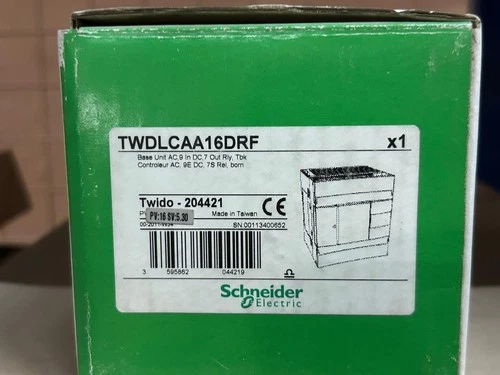 TWDLCAA16DRF x1
Base Unit AC,9 In DC,7 Out Rly, Tbk
Controleur AC, 9E DC, 7S Rel, born
Twido - 204421
PV:16 SV:5.30 Made in Taiwan CE
SN:00113400652
3 595862 044219
Schneider
Electric